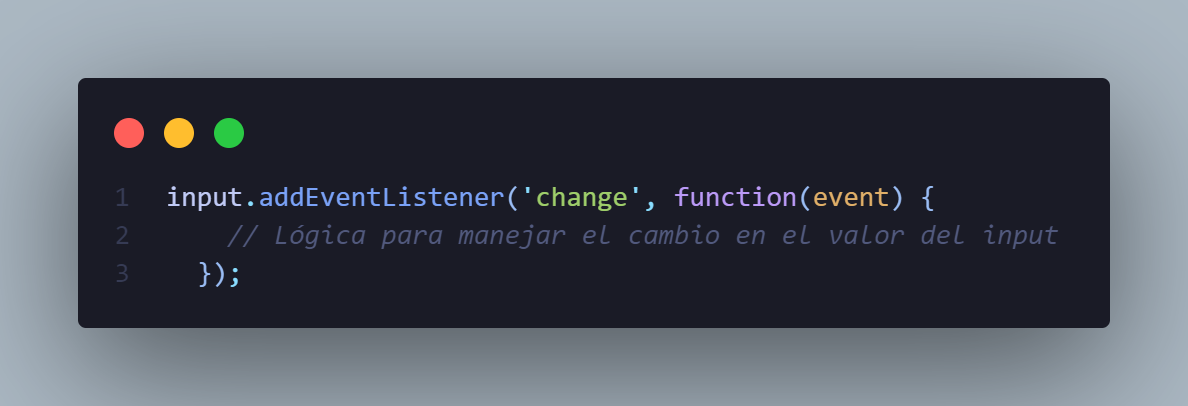 1 input.addEventListener('change', function(event) {
2 // Lógica para manejar el cambio en el valor del input
3 });